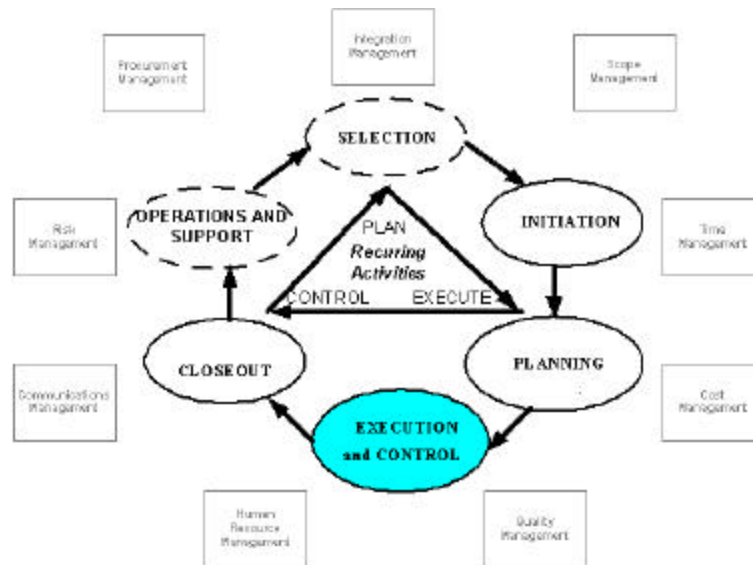 Integration
Management
Procurement
Management
Scope
Management
SELECTION
OPERATIONS AND
SUPPORT
INITIATION
PLAN
Recurring
Activities
CONTROL
EXECUTE
Risk
Management
Time
Management
CLOSEOUT
PLANNING
Communications
Management
Cost
Management
EXECUTION
and CONTROL
Human
Resource
Management
Quality
Management